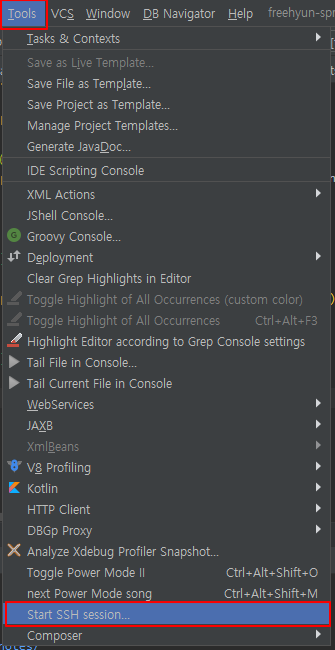 Tools VCS Window DB Navigator Help freehyun-spr
Tasks & Contexts
Save as Live Template...
Save File as Template...
Save Project as Template...
Manage Project Templates...
Generate JavaDoc...
IDE Scripting Console
XML Actions
JShell Console...
Groovy Console...
Deployment
Clear Grep Highlights in Editor
Toggle Highlight of All Occurrences (custom color)
Toggle Highlight of All Occurrences Ctrl+Alt+F3
Highlight Editor according to Grep Console settings
Tail File in Console...
Tail Current File in Console
WebServices
JAXB
XmlBeans
V8 Profiling
Kotlin
HTTP Client
DBGp Proxy
Analyze Xdebug Profiler Snapshot...
Toggle Power Mode II Ctrl+Alt+Shift+O
next Power Mode song Ctrl+Alt+Shift+M
Start SSH session...
Composer
notes/